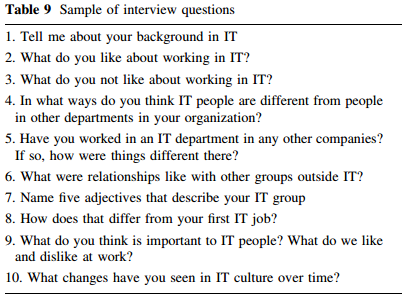 Table 9 Sample of interview questions
1. Tell me about your background in IT
2. What do you like about working in IT?
3. What do you not like about working in IT?
4. In what ways do you think IT people are different from people
in other departments in your organization?
5. Have you worked in an IT department in any other companies?
If so, how were things different there?
6. What were relationships like with other groups outside IT?
7. Name five adjectives that describe your IT group
8. How does that differ from your first IT job?
9. What do you think is important to IT people? What do we like
and dislike at work?
10. What changes have you seen in IT culture over time?